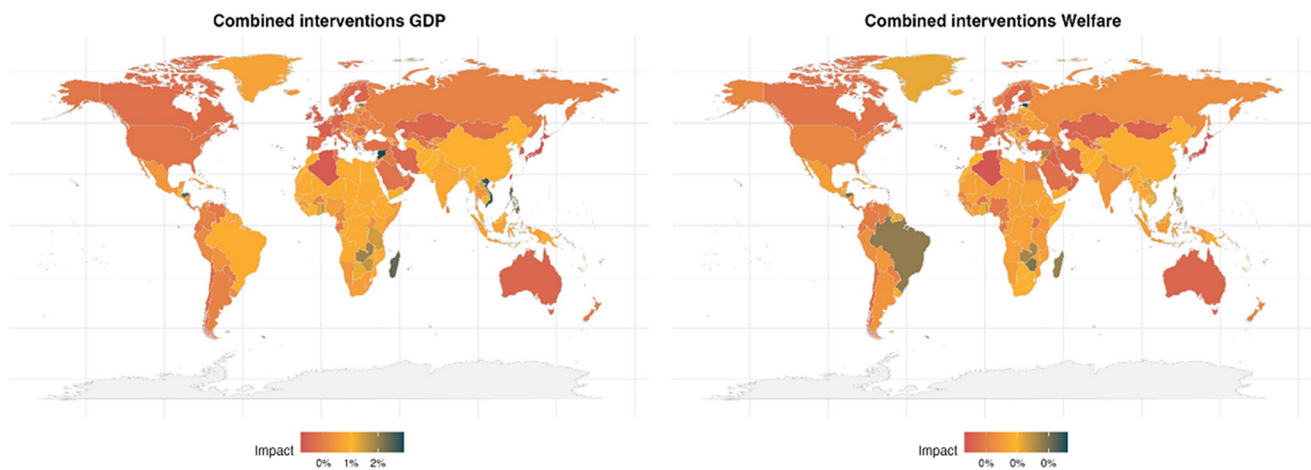 Combined interventions GDP
Combined interventions Welfare
Impact
0% 1% 2%
Impact
0% 0% 0%